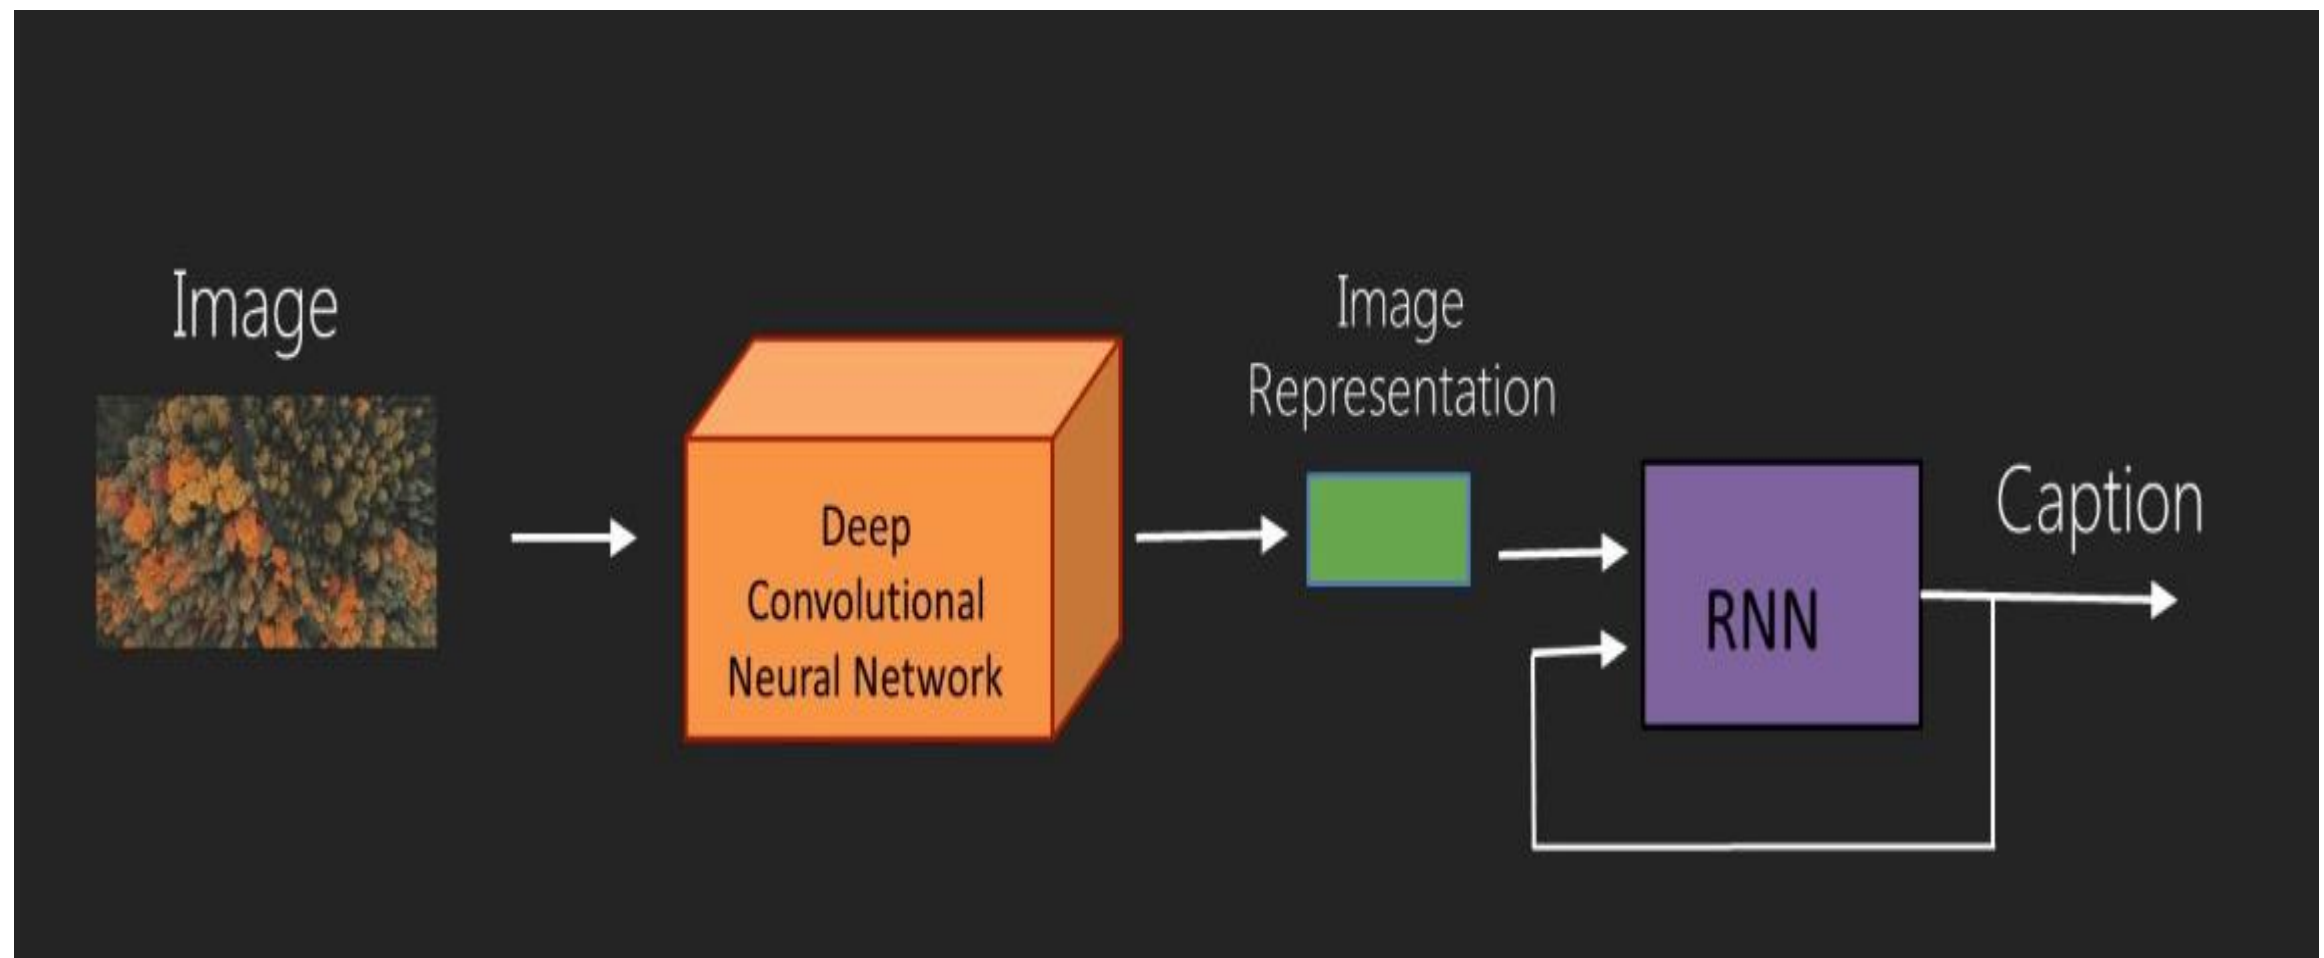 Image
Deep
Convolutional
Neural Network
Image
Representation
RNN
Caption